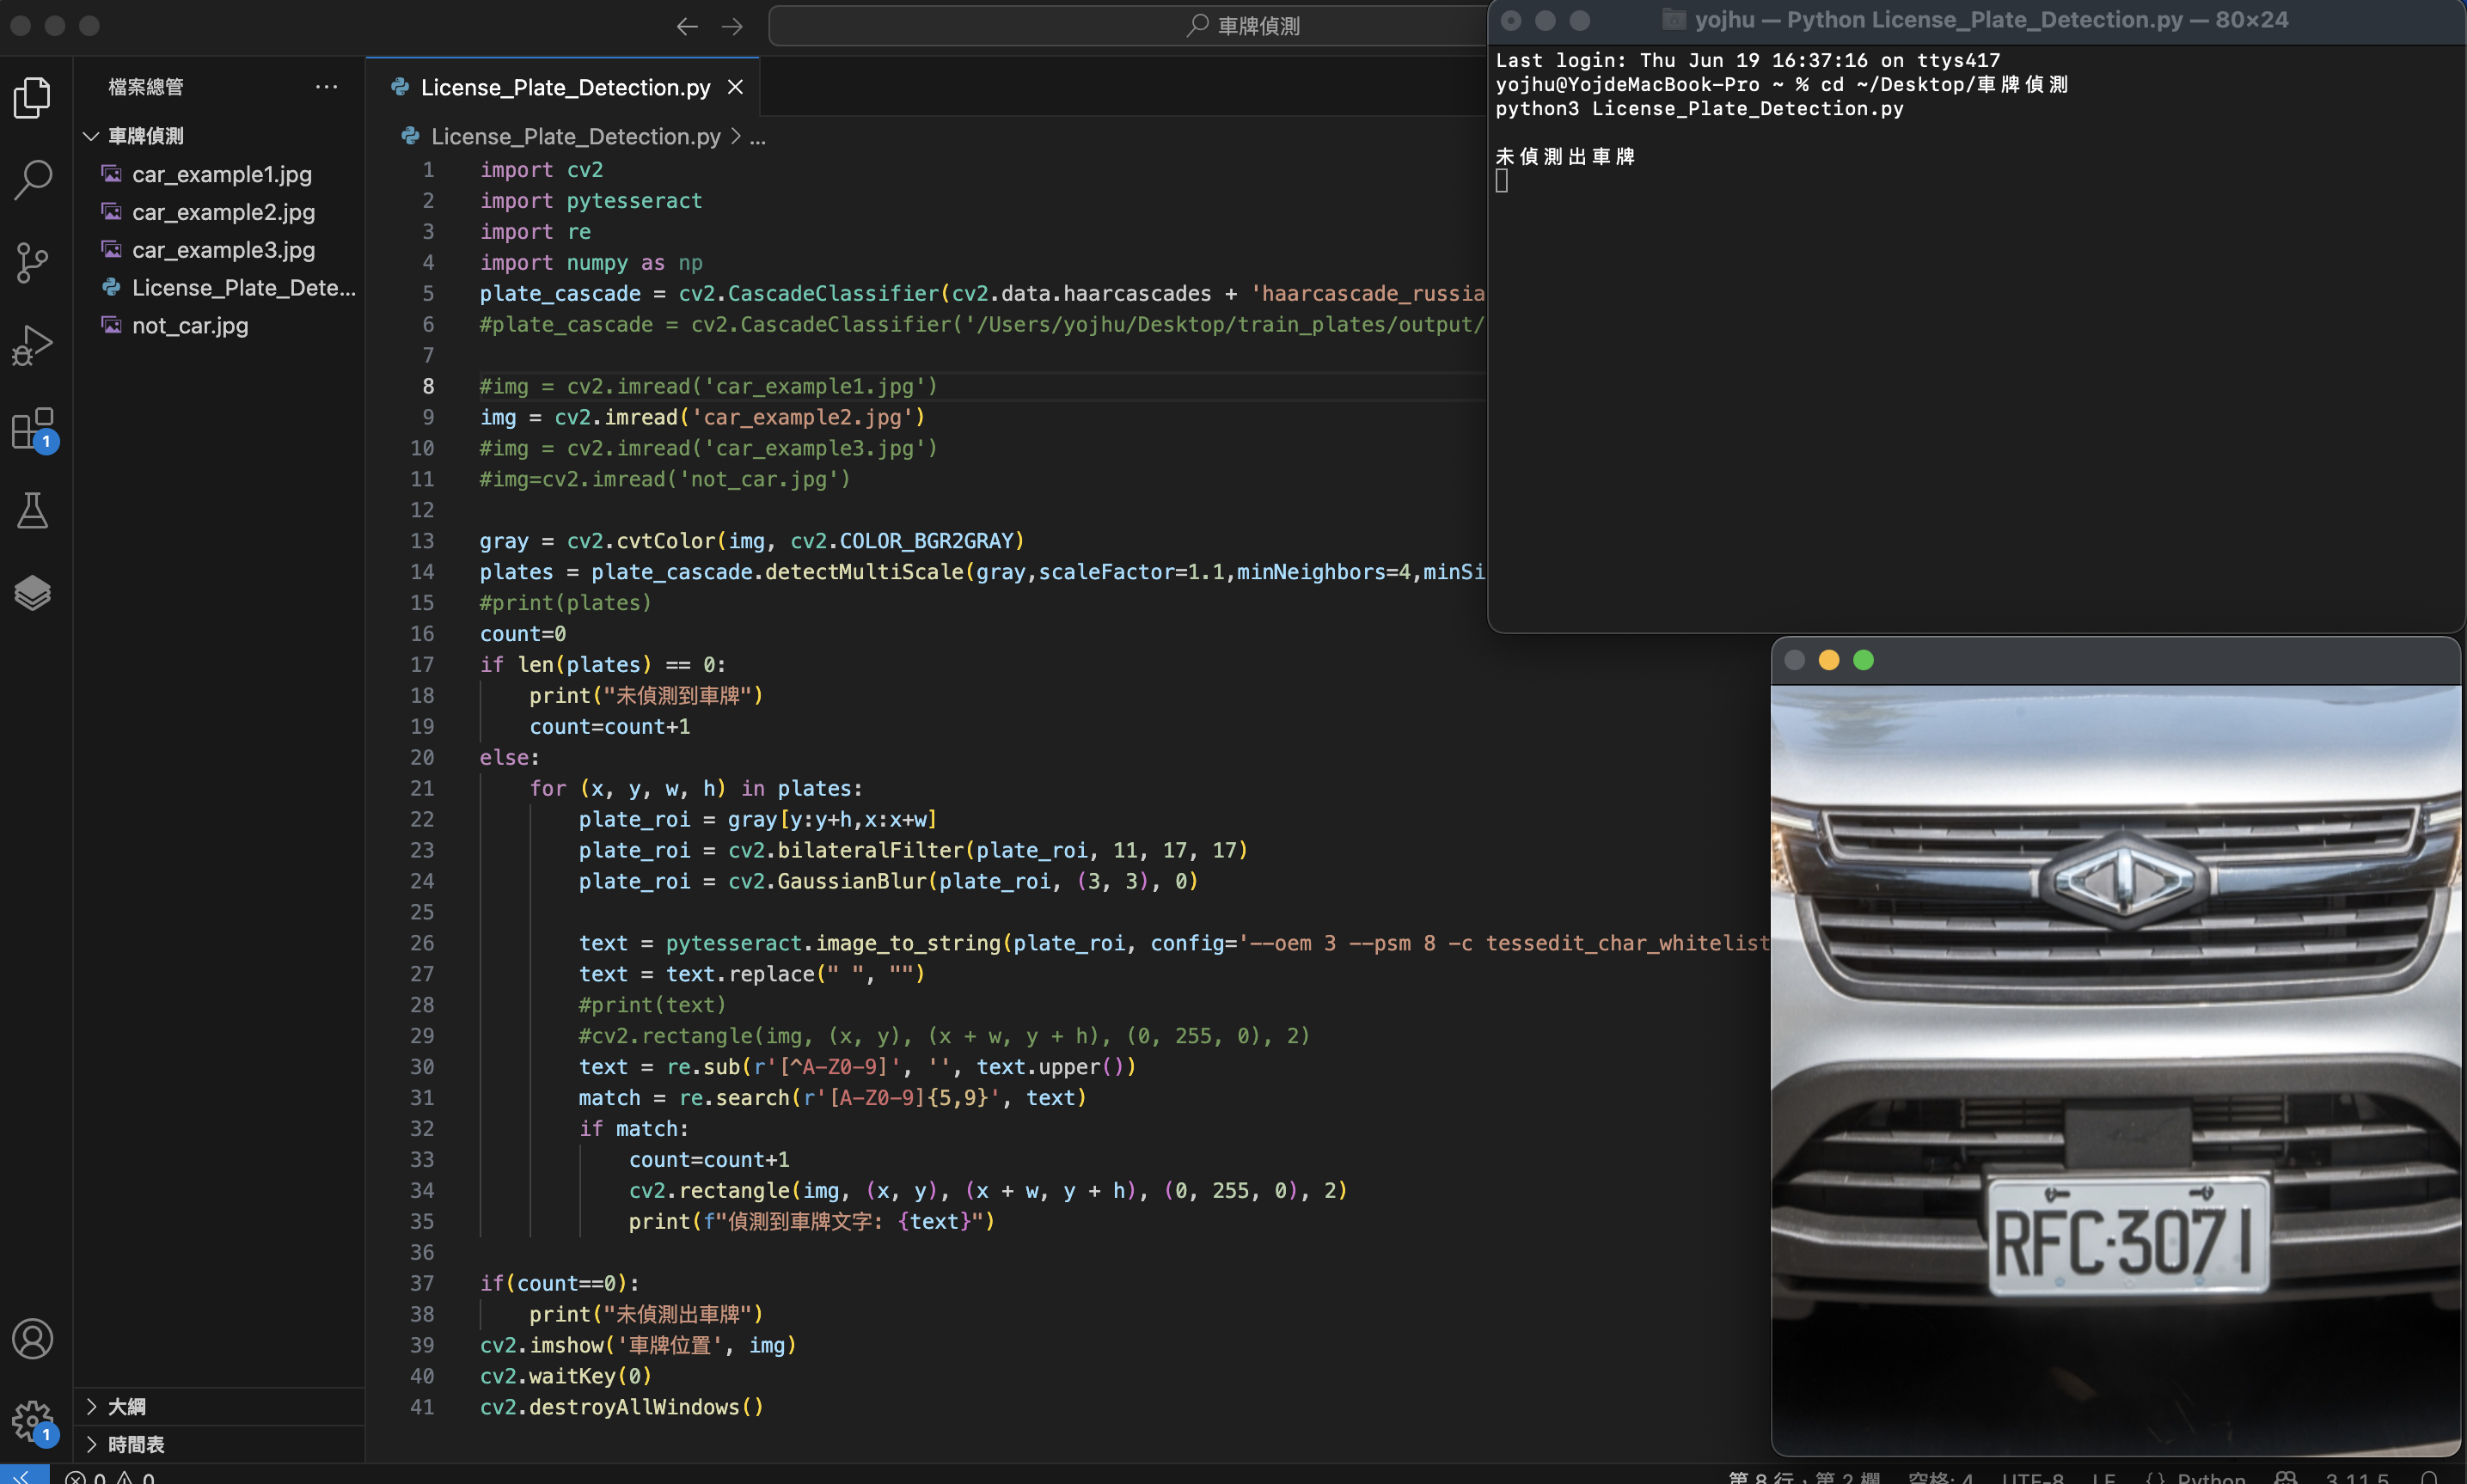 車牌偵測
檔案總管
車牌偵測
car_example1.jpg
car_example2.jpg
car_example3.jpg
License_Plate_Dete...
not_car.jpg
大綱
時間表
License_Plate_Detection.py
License_Plate_Detection.py > ...
1 import cv2
2 import pytesseract
3 import re
4 import numpy as np
5 plate_cascade = cv2.CascadeClassifier(cv2.data.haarcascades + 'haarcascade_russia
6 #plate_cascade = cv2.CascadeClassifier('/Users/yojhu/Desktop/train_plates/output/
7
8 #img = cv2.imread('car_example1.jpg')
9 img = cv2.imread('car_example2.jpg')
10 #img = cv2.imread('car_example3.jpg')
11 #img=cv2.imread('not_car.jpg')
12
13 gray = cv2.cvtColor(img, cv2.COLOR_BGR2GRAY)
14 plates = plate_cascade.detectMultiScale(gray,scaleFactor=1.1,minNeighbors=4,minSi
15 #print(plates)
16 count=0
17 if len(plates) == 0:
18     print("未偵測到車牌")
19     count=count+1
20 else:
21     for (x, y, w, h) in plates:
22         plate_roi = gray[y:y+h,x:x+w]
23         plate_roi = cv2.bilateralFilter(plate_roi, 11, 17, 17)
24         plate_roi = cv2.GaussianBlur(plate_roi, (3, 3), 0)
25
26         text = pytesseract.image_to_string(plate_roi, config='--oem 3 --psm 8 -c tessedit_char_whitelist
27         text = text.replace(" ", "")
28         #print(text)
29         #cv2.rectangle(img, (x, y), (x + w, y + h), (0, 255, 0), 2)
30         text = re.sub(r'[^A-Z0-9]', '', text.upper())
31         match = re.search(r'[A-Z0-9]{5,9}', text)
32         if match:
33             count=count+1
34             cv2.rectangle(img, (x, y), (x + w, y + h), (0, 255, 0), 2)
35             print(f"偵測到車牌文字: {text}")
36
37 if(count==0):
38     print("未偵測出車牌")
39 cv2.imshow('車牌位置', img)
40 cv2.waitKey(0)
41 cv2.destroyAllWindows()
yojhu — Python License_Plate_Detection.py — 80×24
Last login: Thu Jun 19 16:37:16 on ttys417
yojhu@YojdeMacBook-Pro ~ % cd ~/Desktop/車牌偵測
python3 License_Plate_Detection.py
未偵測出車牌
RFC·3071
1
1
0 0
第 8 行，第 2 欄 空格: 4 UTF-8 LF {} Python 3.11.5